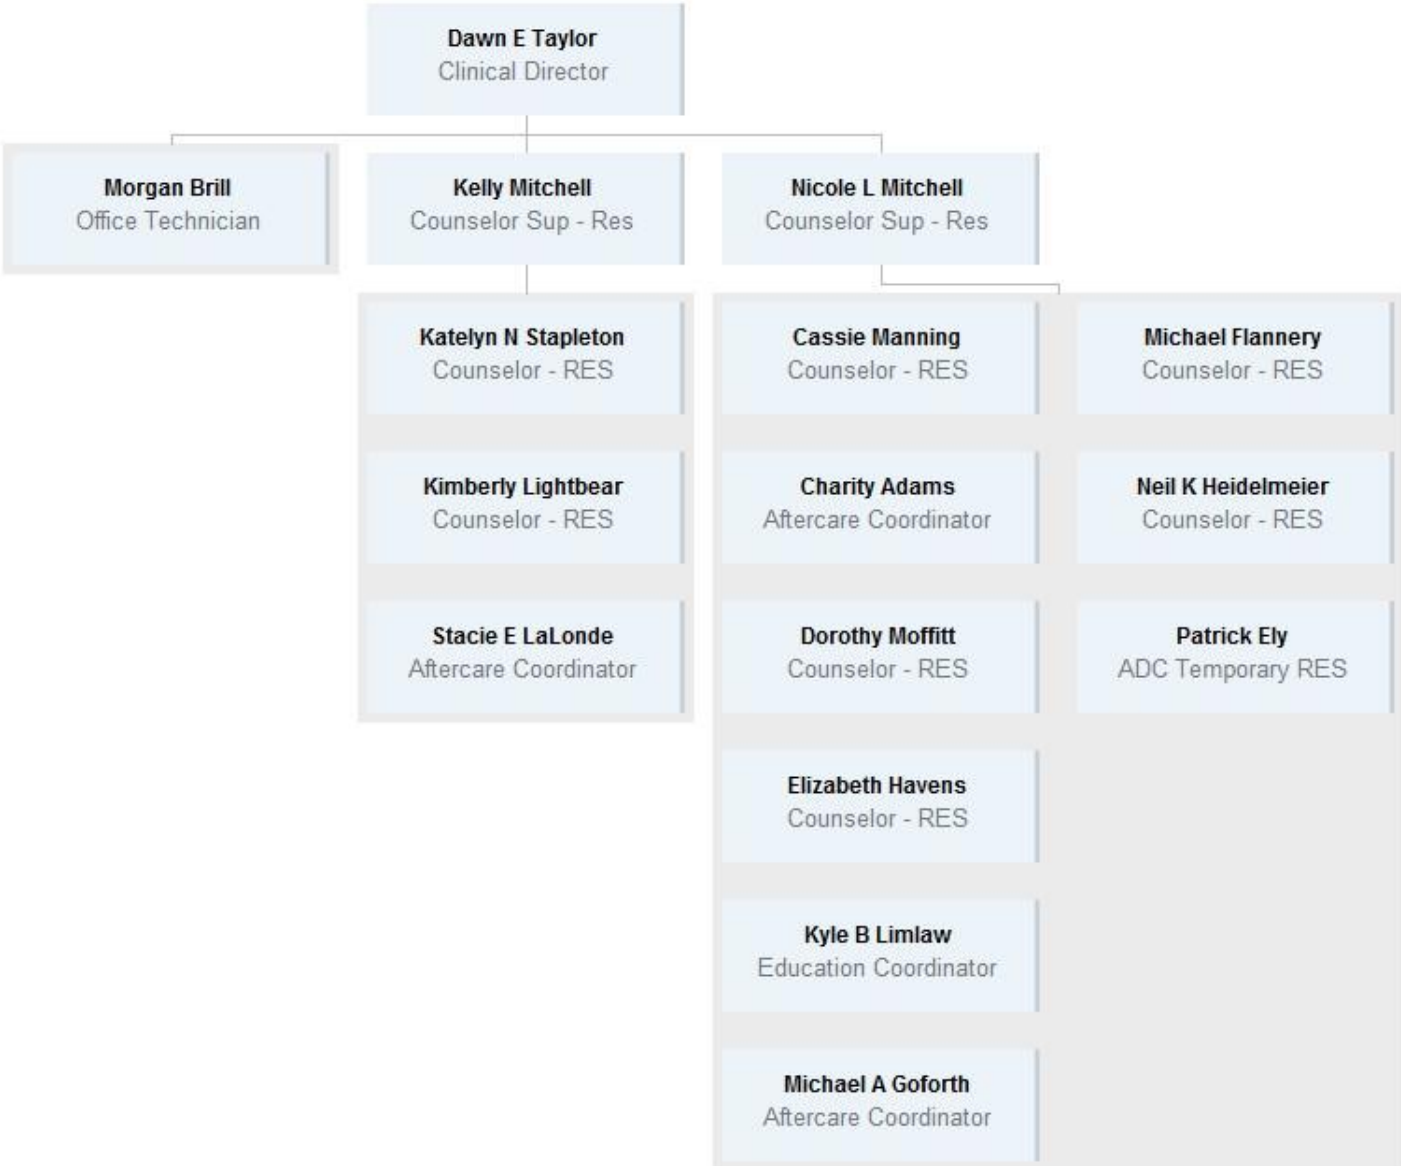 Dawn E Taylor
Clinical Director
Morgan Brill
Office Technician
Kelly Mitchell
Counselor Sup - Res
Nicole L Mitchell
Counselor Sup - Res
Katelyn N Stapleton
Counselor - RES
Kimberly Lightbear
Counselor - RES
Stacie E LaLonde
Aftercare Coordinator
Cassie Manning
Counselor - RES
Charity Adams
Aftercare Coordinator
Dorothy Moffitt
Counselor - RES
Elizabeth Havens
Counselor - RES
Kyle B Limlaw
Education Coordinator
Michael A Goforth
Aftercare Coordinator
Michael Flannery
Counselor - RES
Neil K Heidelmeier
Counselor - RES
Patrick Ely
ADC Temporary RES